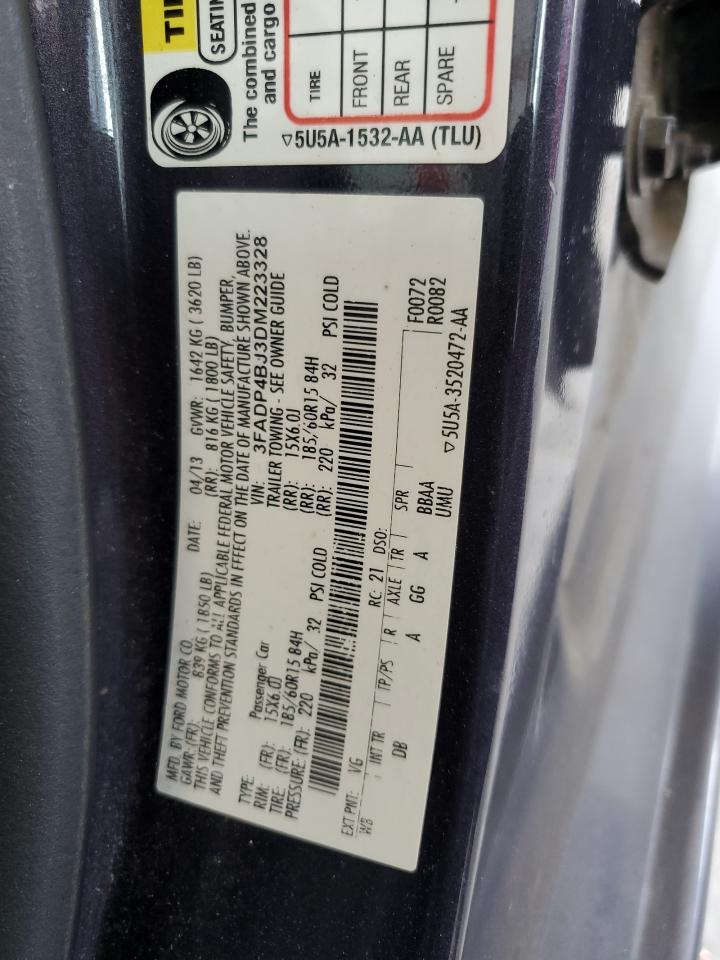 TIRE
FRONT
REAR
SPARE
SEATIN
The combined
and cargo
▽5U5A-1532-AA (TLU)
MFD. BY FORD MOTOR CO. DATE: 04/13 GVWR: 1642 KG ( 3620 LB)
GAWR: (FR): 839 KG ( 1850 LB) (RR): 816 KG ( 1800 LB)
THIS VEHICLE CONFORMS TO ALL APPLICABLE FEDERAL MOTOR VEHICLE SAFETY, BUMPER,
AND THEFT PREVENTION STANDARDS IN EFFECT ON THE DATE OF MANUFACTURE SHOWN ABOVE.
VIN: 3FADP4BJ3DM223328
TYPE: Passenger Car TRAILER TOWING - SEE OWNER GUIDE
RIM: (FR): 15X6.0J (RR): 15X6.0J
TIRE: (FR): 185/60R15 84H (RR): 185/60R15 84H
PRESSURE: (FR): 220 kPa/ 32 PSI COLD (RR): 220 kPa/ 32 PSI COLD
EXT PNT: VG RC: 21 DSO: F0072
WB INT TR TP/PS R AXLE TR SPR R0082
DB A GG A BBAA
UMU
▽5U5A-3520472-AA